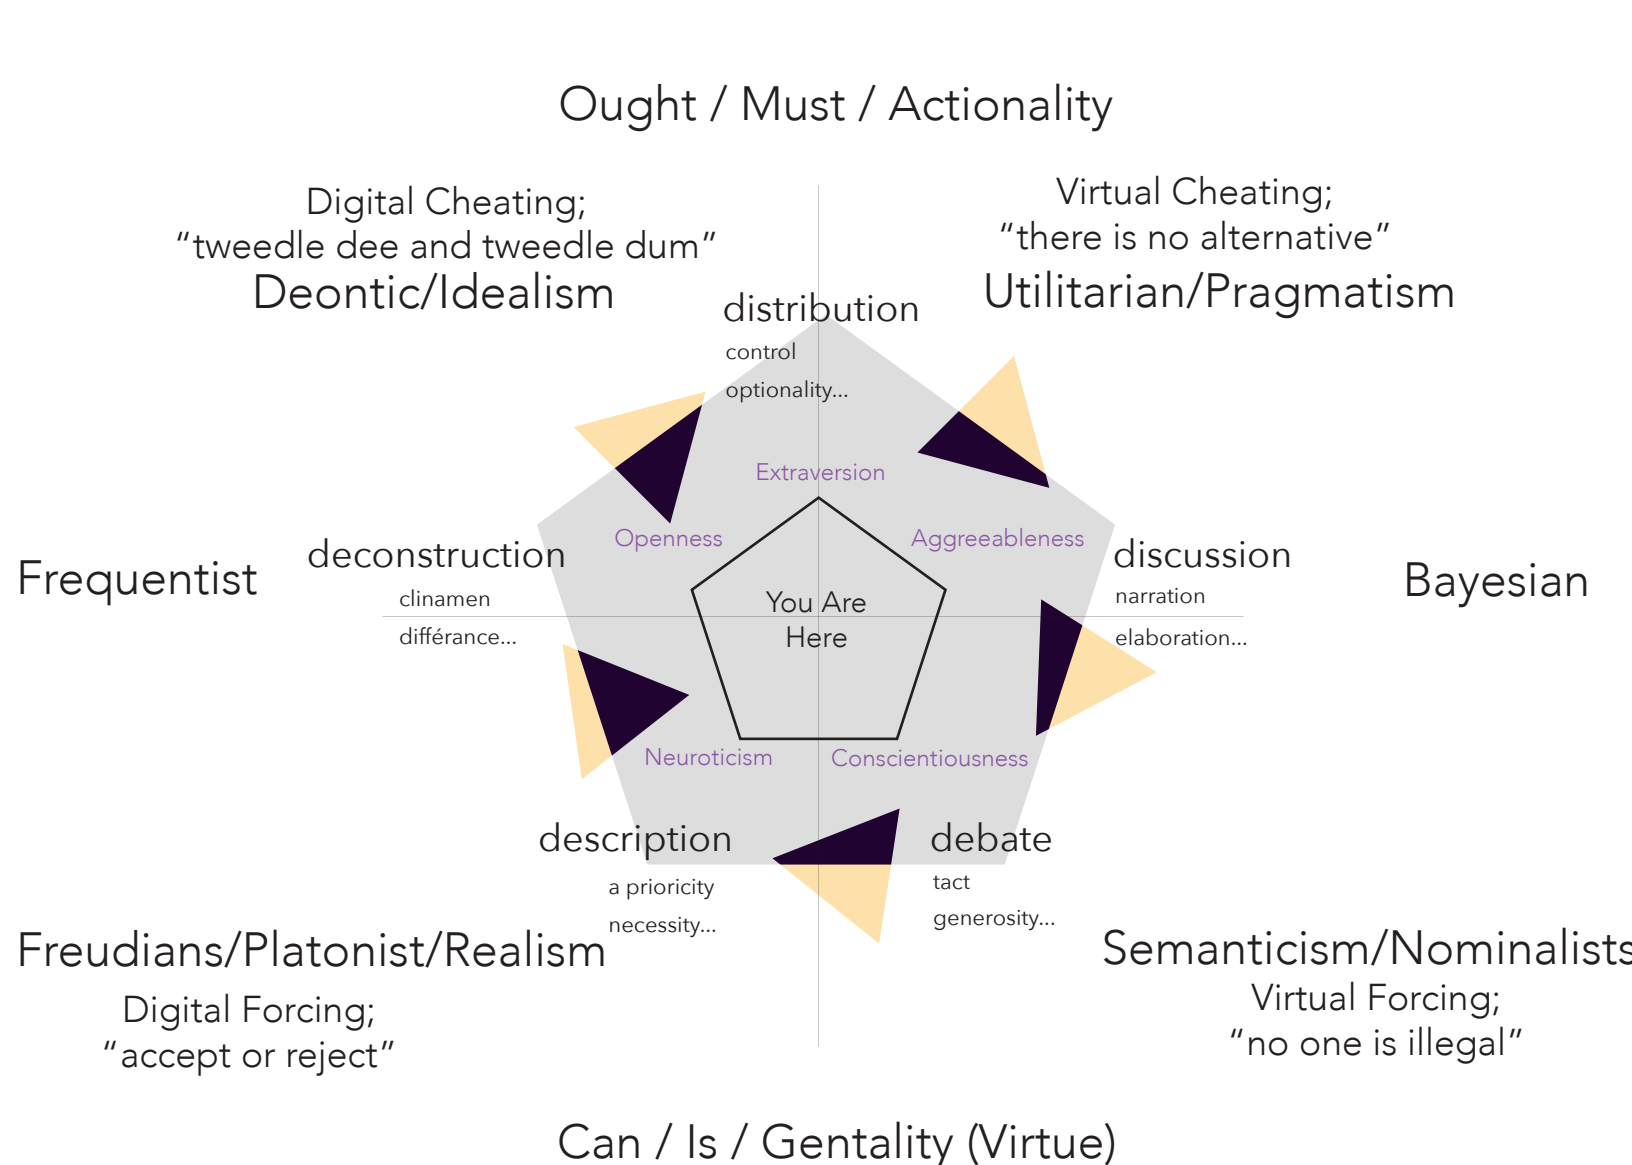 Ought / Must / Actionality
Digital Cheating;
“tweedle dee and tweedle dum”
Deontic/Idealism
Virtual Cheating;
“there is no alternative”
Utilitarian/Pragmatism
distribution
control
optionality...
Extraversion
Openness
Aggreeableness
Frequentist
deconstruction
clinamen
différance...
You Are
Here
discussion
narration
elaboration...
Bayesian
Neuroticism
Conscientiousness
description
a prioricity
necessity...
debate
tact
generosity...
Freudians/Platonist/Realism
Digital Forcing;
“accept or reject”
Semanticism/Nominalists
Virtual Forcing;
“no one is illegal”
Can / Is / Gentality (Virtue)